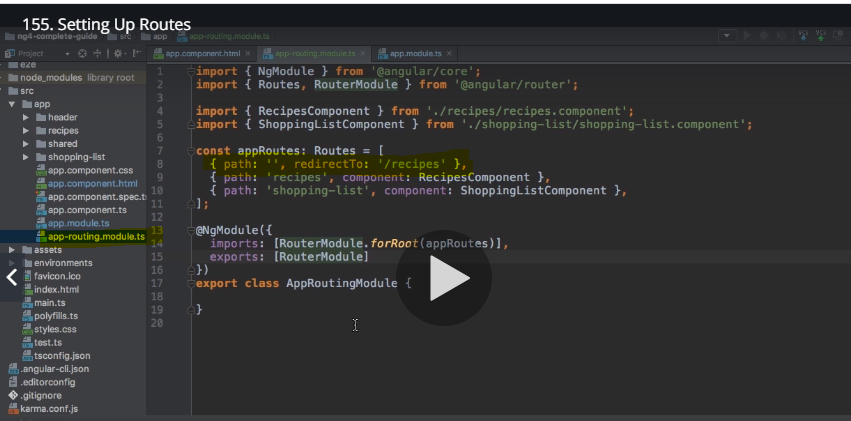 155. Setting Up Routes
ng4-complete-guide src app app-routing.module.ts
Project
app.component.html × app-routing.module.ts × app.module.ts ×
e2e
node_modules library root
src
app
header
recipes
shared
shopping-list
app.component.css
app.component.html
app.component.spec.ts
app.component.ts
app.module.ts
app-routing.module.ts
assets
environments
favicon.ico
index.html
main.ts
polyfills.ts
styles.css
test.ts
tsconfig.json
.angular-cli.json
.editorconfig
.gitignore
karma.conf.js
1 import { NgModule } from '@angular/core';
2 import { Routes, RouterModule } from '@angular/router';
3
4 import { RecipesComponent } from './recipes/recipes.component';
5 import { ShoppingListComponent } from './shopping-list/shopping-list.component';
6
7 const appRoutes: Routes = [
8 { path: '', redirectTo: '/recipes' },
9 { path: 'recipes', component: RecipesComponent },
10 { path: 'shopping-list', component: ShoppingListComponent },
11 ];
12
13 @NgModule({
14 imports: [RouterModule.forRoot(appRoutes)],
15 exports: [RouterModule]
16 })
17 export class AppRoutingModule {
18
19 }
20